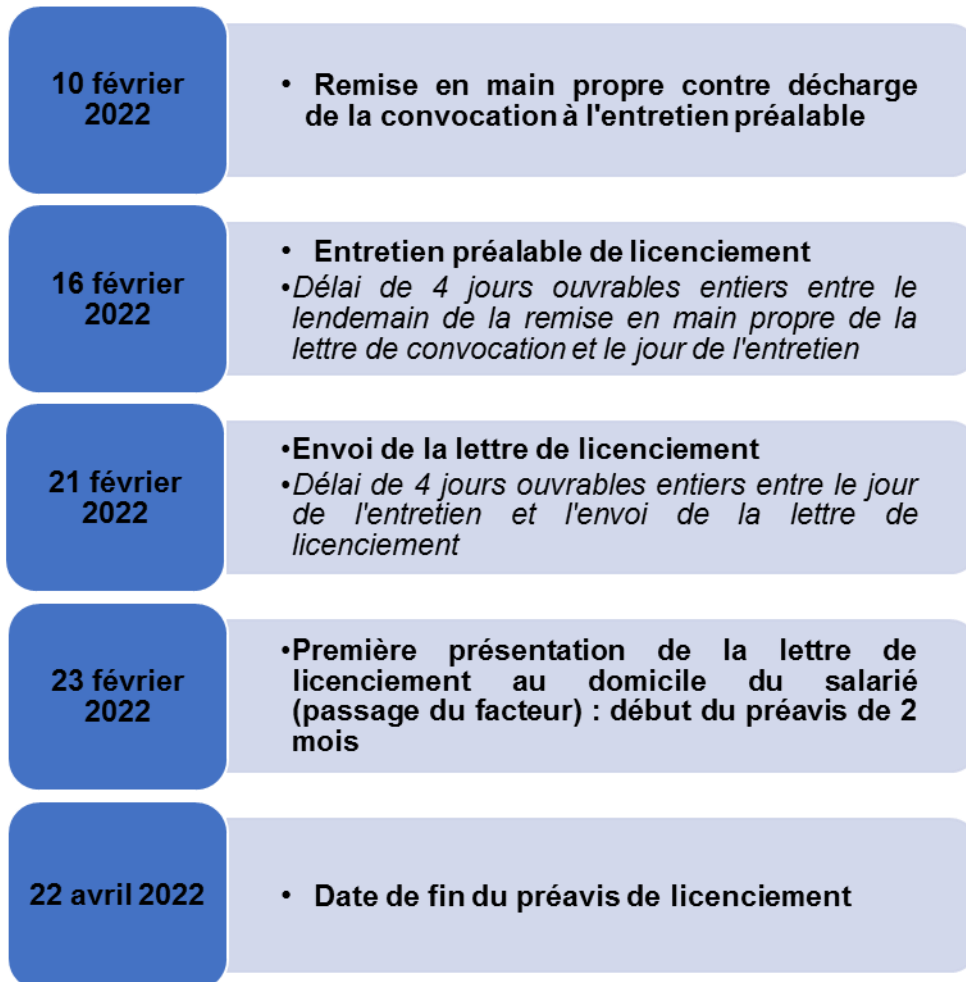 10 février
2022
• Remise en main propre contre décharge
de la convocation à l'entretien préalable
16 février
2022
• Entretien préalable de licenciement
•Délai de 4 jours ouvrables entiers entre le
lendemain de la remise en main propre de la
lettre de convocation et le jour de l'entretien
21 février
2022
•Envoi de la lettre de licenciement
•Délai de 4 jours ouvrables entiers entre le jour
de l'entretien et l'envoi de la lettre de
licenciement
23 février
2022
•Première présentation de la lettre de
licenciement au domicile du salarié
(passage du facteur) : début du préavis de 2
mois
22 avril 2022
• Date de fin du préavis de licenciement